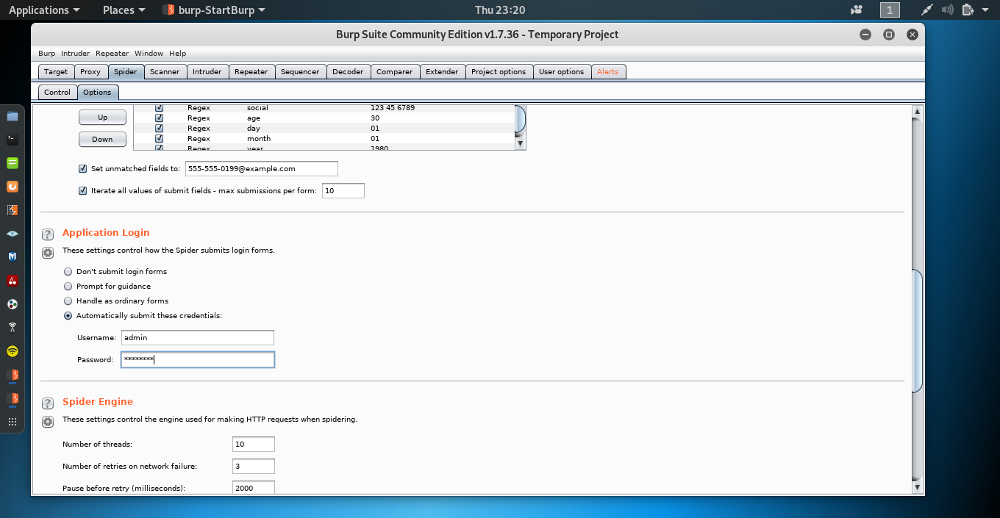 Applications Places burp-StartBurp Thu 23:20 1
Burp Suite Community Edition v1.7.36 - Temporary Project
Burp Intruder Repeater Window Help
Target Proxy Spider Scanner Intruder Repeater Sequencer Decoder Comparer Extender Project options User options Alerts
Control Options
Up
Down
Regex social 123 45 6789
Regex age 30
Regex day 01
Regex month 01
Regex year 1980
Set unmatched fields to: 555-555-0199@example.com
Iterate all values of submit fields - max submissions per form: 10
? Application Login
These settings control how the Spider submits login forms.
Don't submit login forms
Prompt for guidance
Handle as ordinary forms
Automatically submit these credentials:
Username: admin
Password: ********
? Spider Engine
These settings control the engine used for making HTTP requests when spidering.
Number of threads: 10
Number of retries on network failure: 3
Pause before retry (milliseconds): 2000